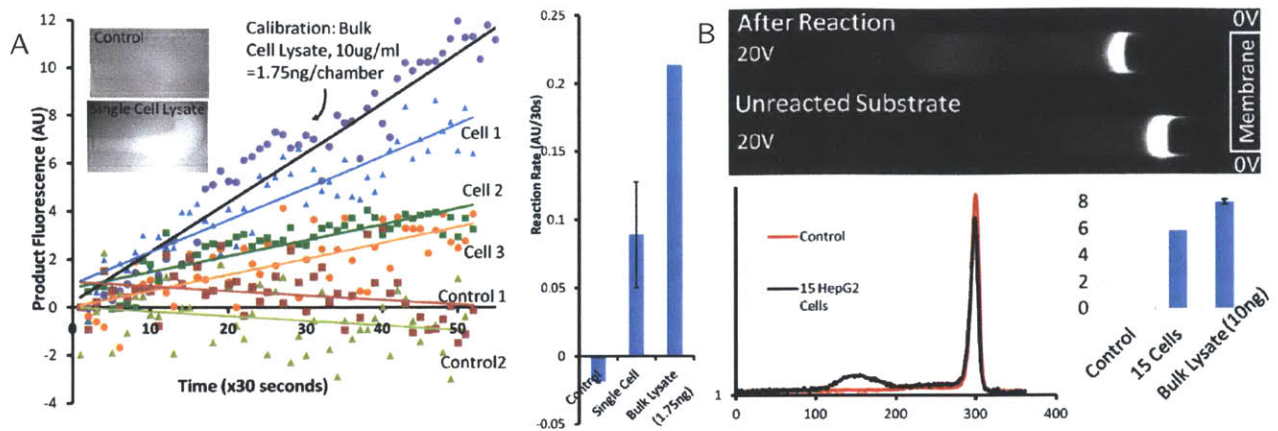 A
Control
Single Cell Lysate
Calibration: Bulk
Cell Lysate, 10ug/ml
=1.75ng/chamber
Cell 1
Cell 2
Cell 3
Control 1
Control2
Product Fluorescence (AU)
12
10
8
6
4
2
0
-2
-4
0
10
20
30
40
50
Time (x30 seconds)
Reaction Rate (AU/30s)
0.25
0.2
0.15
0.1
0.05
0
-0.05
Control
Single Cell
Bulk Lysate
(1.75ng)
B
After Reaction
20V
0V
Unreacted Substrate
20V
Membrane
0V
Control
15 HepG2
Cells
1
0
100
200
300
400
8
6
4
2
0
Control
15 Cells
Bulk Lysate (10ng)